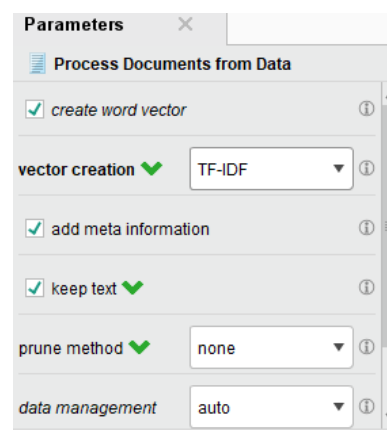 Parameters
Process Documents from Data
create word vector
vector creation TF-IDF
add meta information
keep text
prune method none
data management auto